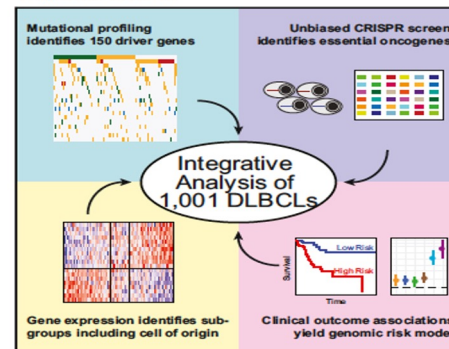 Mutational profiling
identifies 150 driver genes
Unbiased CRISPR screen
identifies essential oncogenes
Integrative
Analysis of
1,001 DLBCLs
Survival
Low Risk
High Risk
Time
Gene expression identifies sub-
groups including cell of origin
Clinical outcome associations
yield genomic risk mode